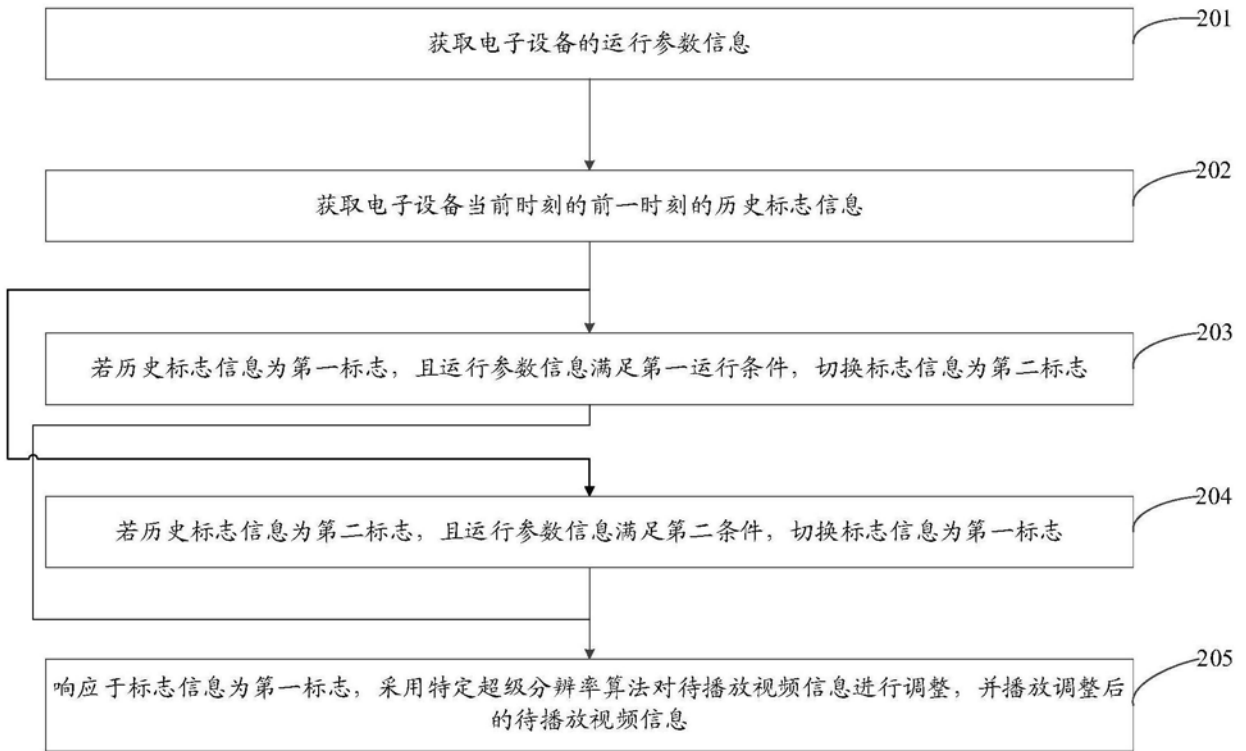 201
获取电子设备的运行参数信息
202
获取电子设备当前时刻的前一时刻的历史标志信息
203
若历史标志信息为第一标志，且运行参数信息满足第一运行条件，切换标志信息为第二标志
204
若历史标志信息为第二标志，且运行参数信息满足第二条件，切换标志信息为第一标志
205
响应于标志信息为第一标志，采用特定超级分辨率算法对待播放视频信息进行调整，并播放调整后
的待播放视频信息